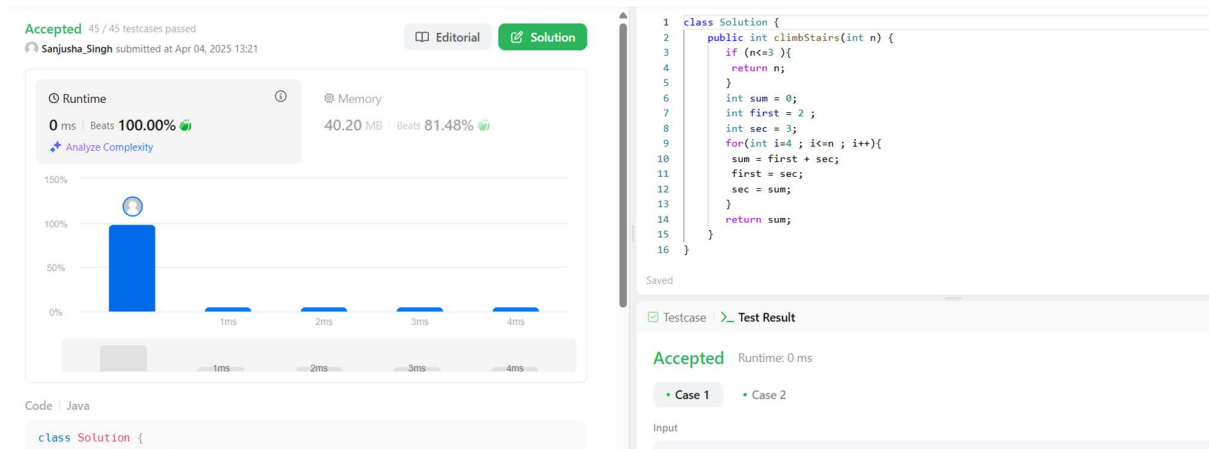 Accepted 45 / 45 testcases passed
Sanjusha_Singh submitted at Apr 04, 2025 13:21
Editorial
Solution
Runtime
0 ms | Beats 100.00%
Analyze Complexity
Memory
40.20 MB | Beats 81.48%
150%
100%
50%
0%
1ms 2ms 3ms 4ms
1ms 2ms 3ms 4ms
Code | Java
class Solution {
1 class Solution {
2 public int climbStairs(int n) {
3 if (n<=3 ){
4 return n;
5 }
6 int sum = 0;
7 int first = 2 ;
8 int sec = 3;
9 for(int i=4 ; i<=n ; i++){
10 sum = first + sec;
11 first = sec;
12 sec = sum;
13 }
14 return sum;
15 }
16 }
Saved
Testcase | >_ Test Result
Accepted Runtime: 0 ms
• Case 1 • Case 2
Input